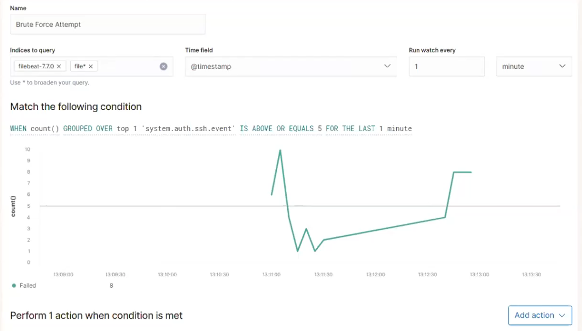 Name
Brute Force Attempt
Indices to query
Time field
Run watch every
filebeat-7.7.0 × file* ×
@timestamp
1
minute
Use * to broaden your query.
Match the following condition
WHEN count() GROUPED OVER top 1 'system.auth.ssh.event' IS ABOVE OR EQUALS 5 FOR THE LAST 1 minute
10
9
8
7
6
5
4
3
2
1
0
count()
13:09:00 13:09:30 13:10:00 13:10:30 13:11:00 13:11:30 13:12:00 13:12:30 13:13:00 13:13:30
Failed 8
Perform 1 action when condition is met
Add action